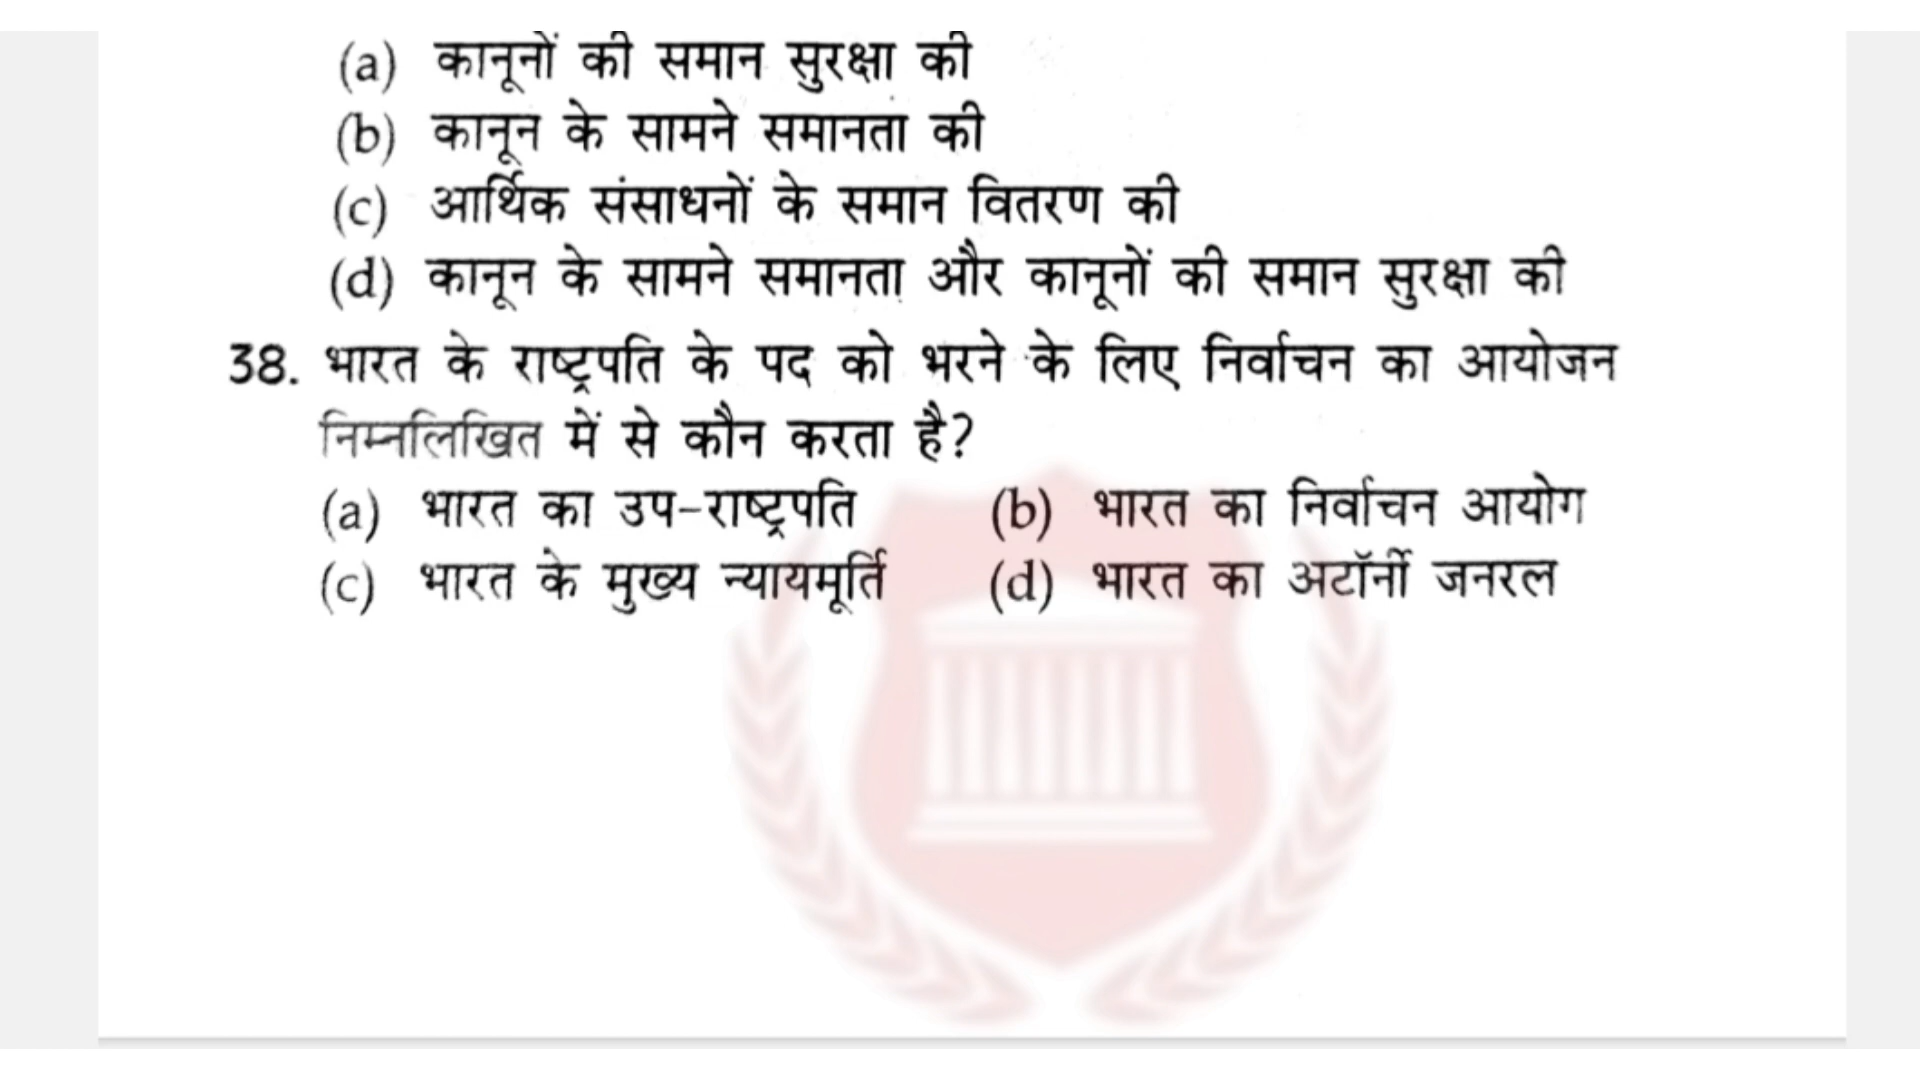 (a) कानूनों की समान सुरक्षा की
(b) कानून के सामने समानता की
(c) आर्थिक संसाधनों के समान वितरण की
(d) कानून के सामने समानता और कानूनों की समान सुरक्षा की
38. भारत के राष्ट्रपति के पद को भरने के लिए निर्वाचन का आयोजन
निम्नलिखित में से कौन करता है?
(a) भारत का उप-राष्ट्रपति (b) भारत का निर्वाचन आयोग
(c) भारत के मुख्य न्यायमूर्ति (d) भारत का अटॉर्नी जनरल